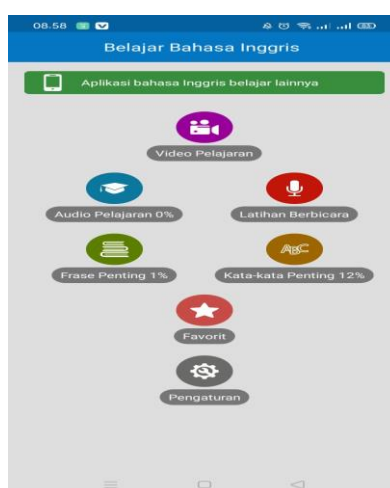 08.58
Belajar Bahasa Inggris
Aplikasi bahasa Inggris belajar lainnya
Video Pelajaran
Audio Pelajaran 0%
Latihan Berbicara
ABC
Frase Penting 1%
Kata-kata Penting 12%
Favorit
Pengaturan